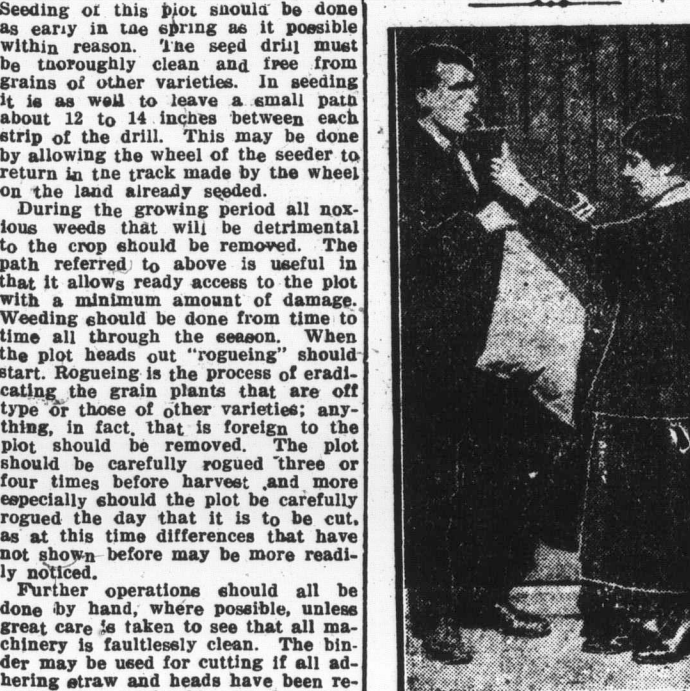 Seeding of this plot should be done
as early in the spring as it possible
within reason. The seed drill must
be thoroughly clean and free from
grains of other varieties. In seeding
it is as well to leave a small path
about 12 to 14 inches between each
strip of the drill. This may be done
by allowing the wheel of the seeder to
return in the track made by the wheel
on the land already seeded.
During the growing period all nox-
ious weeds that will be detrimental
to the crop should be removed. The
path referred to above is useful in
that it allows ready access to the plot
with a minimum amount of damage.
Weeding should be done from time to
time all through the season. When
the plot heads out "rogueing" should
start. Rogueing is the process of eradi-
cating the grain plants that are off
type or those of other varieties; any-
thing, in fact, that is foreign to the
plot should be removed. The plot
should be carefully rogued three or
four times before harvest and more
especially should the plot be carefully
rogued the day that it is to be cut,
as at this time differences that have
not shown before may be more readi-
ly noticed.
Further operations should all be
done by hand, where possible, unless
great care is taken to see that all ma-
chinery is faultlessly clean. The bin-
der may be used for cutting if all ad-
hering straw and heads have been re-